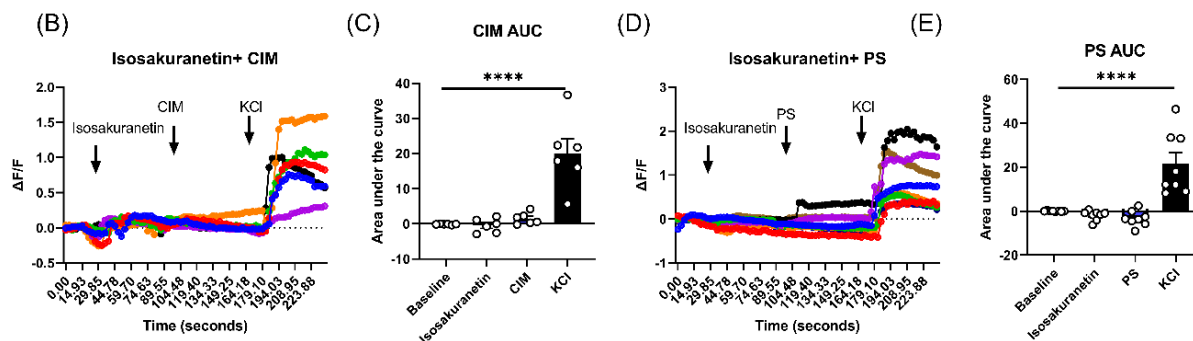 (B)
Isosakuranetin+ CIM
CIM
KCl
Isosakuranetin
ΔF/F
1.5
1.0
0.5
0.0
-0.5
0.00
14.93
29.85
44.78
59.70
74.63
89.55
104.48
119.40
134.33
149.25
164.18
179.10
194.03
208.95
223.88
Time (seconds)
(C)
CIM AUC
****
Area under the curve
40
30
20
10
0
-10
Baseline
Isosakuranetin
CIM
KCl
(D)
Isosakuranetin+ PS
PS
KCl
Isosakuranetin
ΔF/F
3
2
1
0
-1
0.00
14.93
29.85
44.78
59.70
74.63
89.55
104.48
119.40
134.33
149.25
164.18
179.10
194.03
208.95
223.88
Time (seconds)
(E)
PS AUC
****
Area under the curve
60
40
20
0
-20
Baseline
Isosakuranetin
PS
KCl